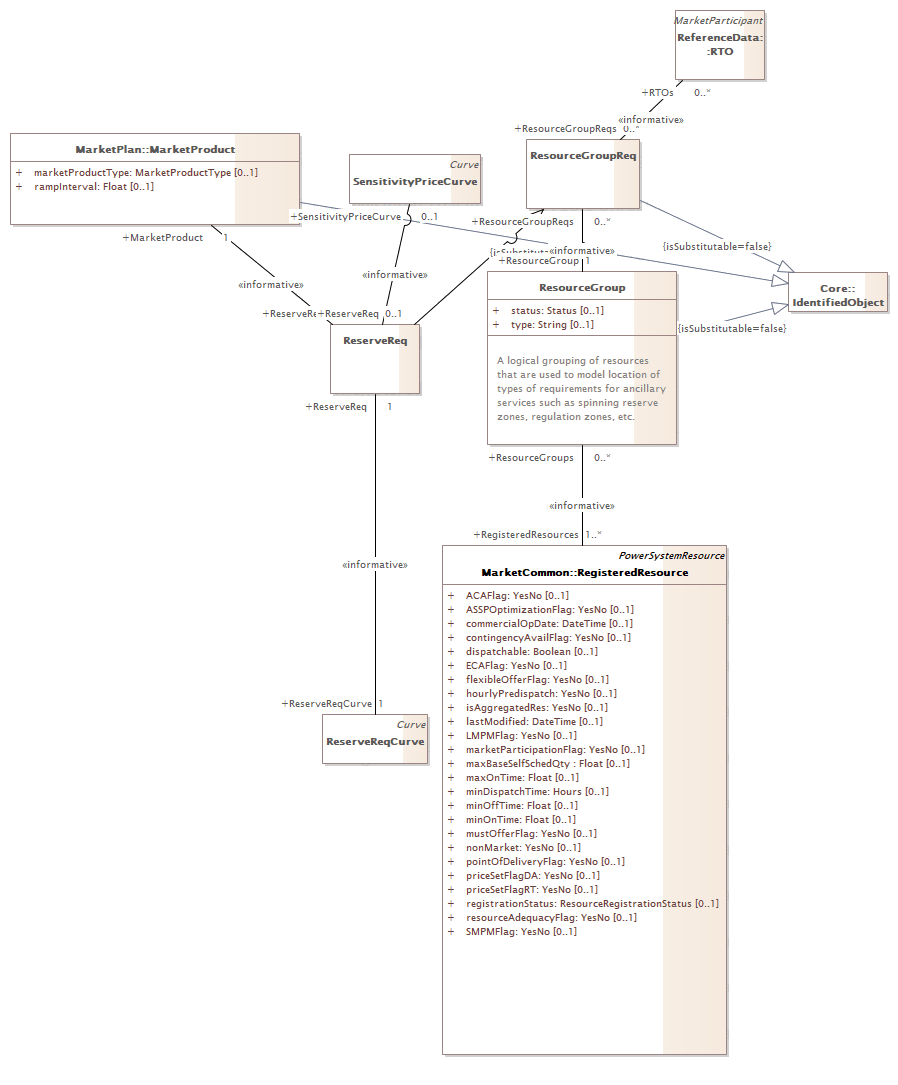 MarketParticipant
ReferenceData:
:RTO
+RTOs 0..*
«informative»
+ResourceGroupReqs 0..*
MarketPlan::MarketProduct
+ marketProductType: MarketProductType [0..1]
+ rampInterval: Float [0..1]
Curve
SensitivityPriceCurve
ResourceGroupReq
+SensitivityPriceCurve 0..1
+ResourceGroupReqs 0..*
+MarketProduct 1
{isSubstitutable=false}
«informative»
+ResourceGroup 1
«informative»
«informative»
Core::
IdentifiedObject
ResourceGroup
+ status: Status [0..1]
+ type: String [0..1]
{isSubstitutable=false}
A logical grouping of resources
that are used to model location of
types of requirements for ancillary
services such as spinning reserve
zones, regulation zones, etc.
+ReserveReq 0..1
ReserveReq
+ReserveReq 1
+ResourceGroups 0..*
«informative»
+RegisteredResources 1..*
«informative»
PowerSystemResource
MarketCommon::RegisteredResource
+ ACAFlag: YesNo [0..1]
+ ASSPOptimizationFlag: YesNo [0..1]
+ commercialOpDate: DateTime [0..1]
+ contingencyAvailFlag: YesNo [0..1]
+ dispatchable: Boolean [0..1]
+ ECAFlag: YesNo [0..1]
+ flexibleOfferFlag: YesNo [0..1]
+ hourlyPredispatch: YesNo [0..1]
+ isAggregatedRes: YesNo [0..1]
+ lastModified: DateTime [0..1]
+ LMPMFlag: YesNo [0..1]
+ marketParticipationFlag: YesNo [0..1]
+ maxBaseSelfSchedQty : Float [0..1]
+ maxOnTime: Float [0..1]
+ minDispatchTime: Hours [0..1]
+ minOffTime: Float [0..1]
+ minOnTime: Float [0..1]
+ mustOfferFlag: YesNo [0..1]
+ nonMarket: YesNo [0..1]
+ pointOfDeliveryFlag: YesNo [0..1]
+ priceSetFlagDA: YesNo [0..1]
+ priceSetFlagRT: YesNo [0..1]
+ registrationStatus: ResourceRegistrationStatus [0..1]
+ resourceAdequacyFlag: YesNo [0..1]
+ SMPMFlag: YesNo [0..1]
+ReserveReqCurve 1
Curve
ReserveReqCurve